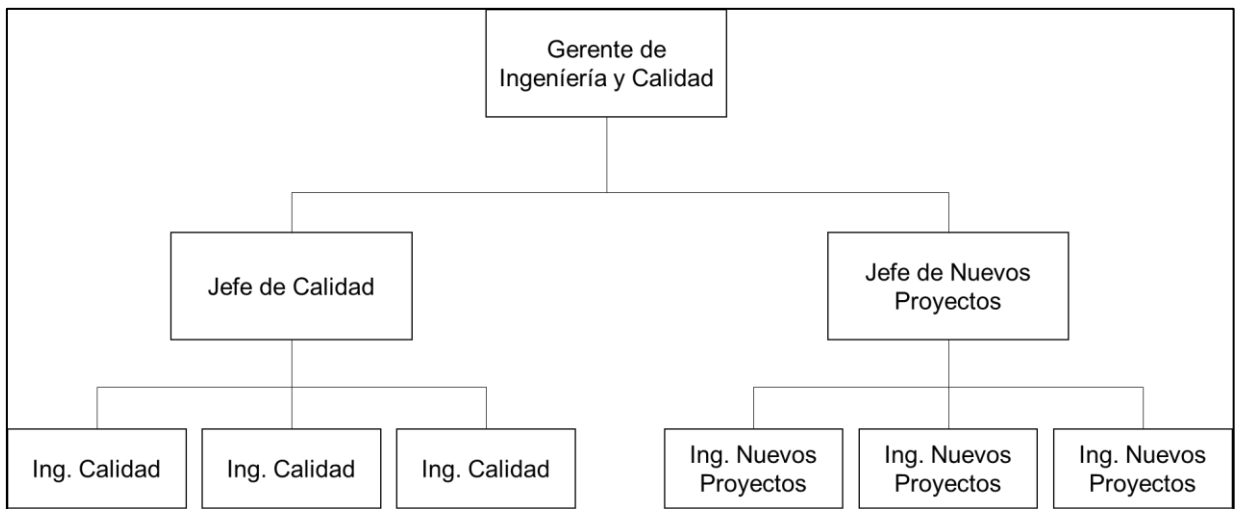 Gerente de
Ingeníería y Calidad
Jefe de Calidad
Jefe de Nuevos
Proyectos
Ing. Calidad
Ing. Calidad
Ing. Calidad
Ing. Nuevos
Proyectos
Ing. Nuevos
Proyectos
Ing. Nuevos
Proyectos